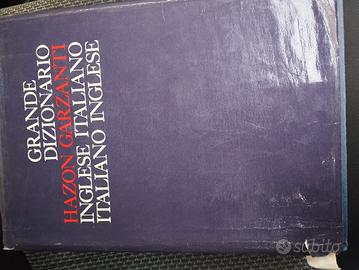 GRANDE
DIZIONARIO
HAZON GARZANTI
INGLESE ITALIANO
ITALIANO INGLESE
subito